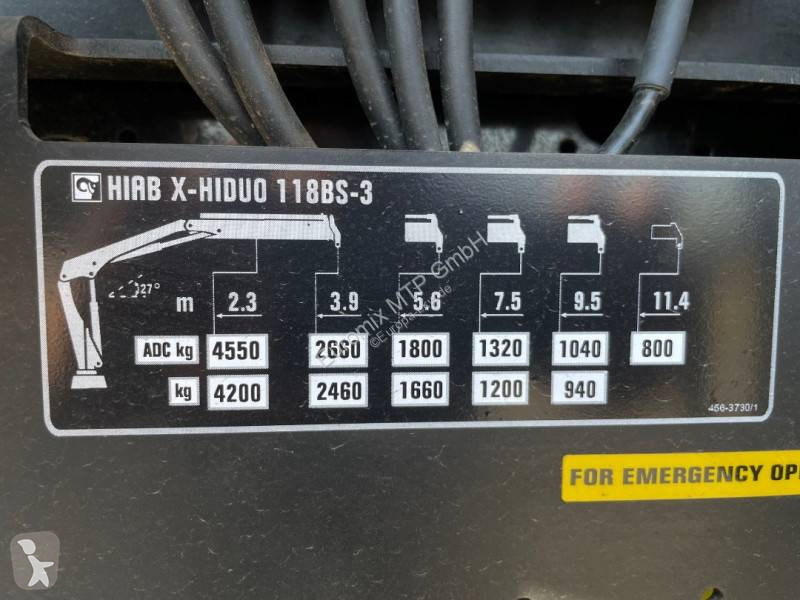 HIAB X-HIDUO 118BS-3
27°
m 2.3 3.9 5.6 7.5 9.5 11.4
ADC kg 4550 2660 1800 1320 1040 800
kg 4200 2460 1660 1200 940
456-3730/1
FOR EMERGENCY OP
MTP GmbH